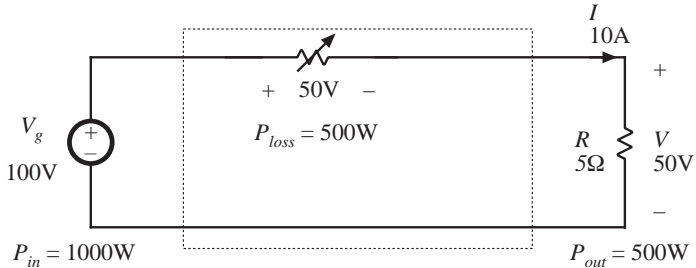 I
10A
+ 50V –
P_loss = 500W
V_g
100V
+
–
R
5Ω
+
V
50V
–
P_in = 1000W
P_out = 500W